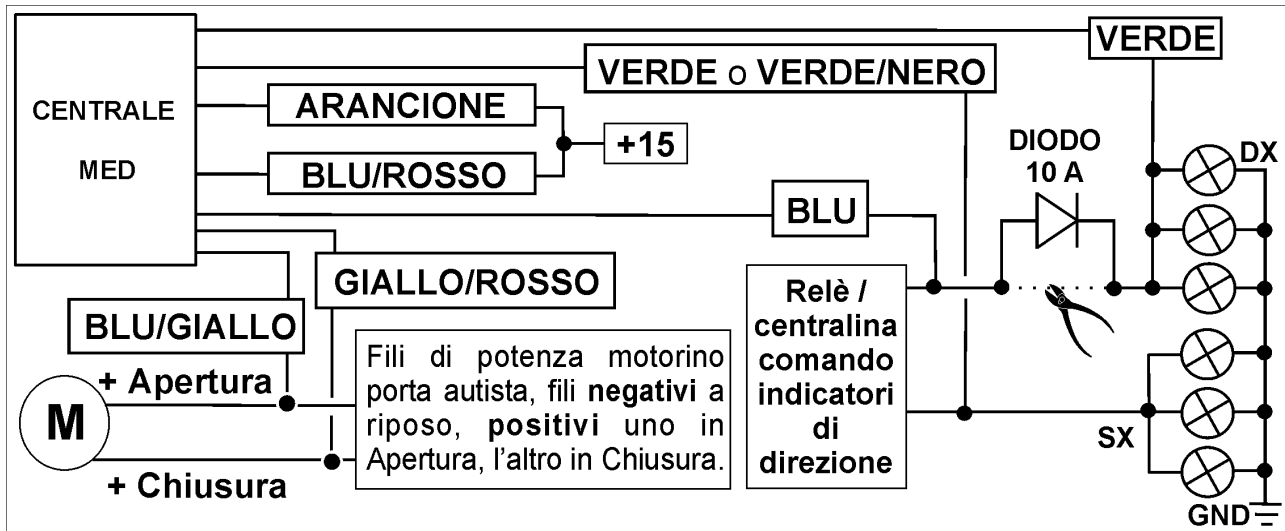 VERDE
VERDE o VERDE/NERO
CENTRALE
MED
ARANCIONE
+15
BLU/ROSSO
DIODO
10 A
DX
BLU
GIALLO/ROSSO
BLU/GIALLO
Relè /
centralina
comando
indicatori
di
direzione
+ Apertura
Fili di potenza motorino
porta autista, fili negativi a
riposo, positivi uno in
Apertura, l'altro in Chiusura.
M
+ Chiusura
SX
GND